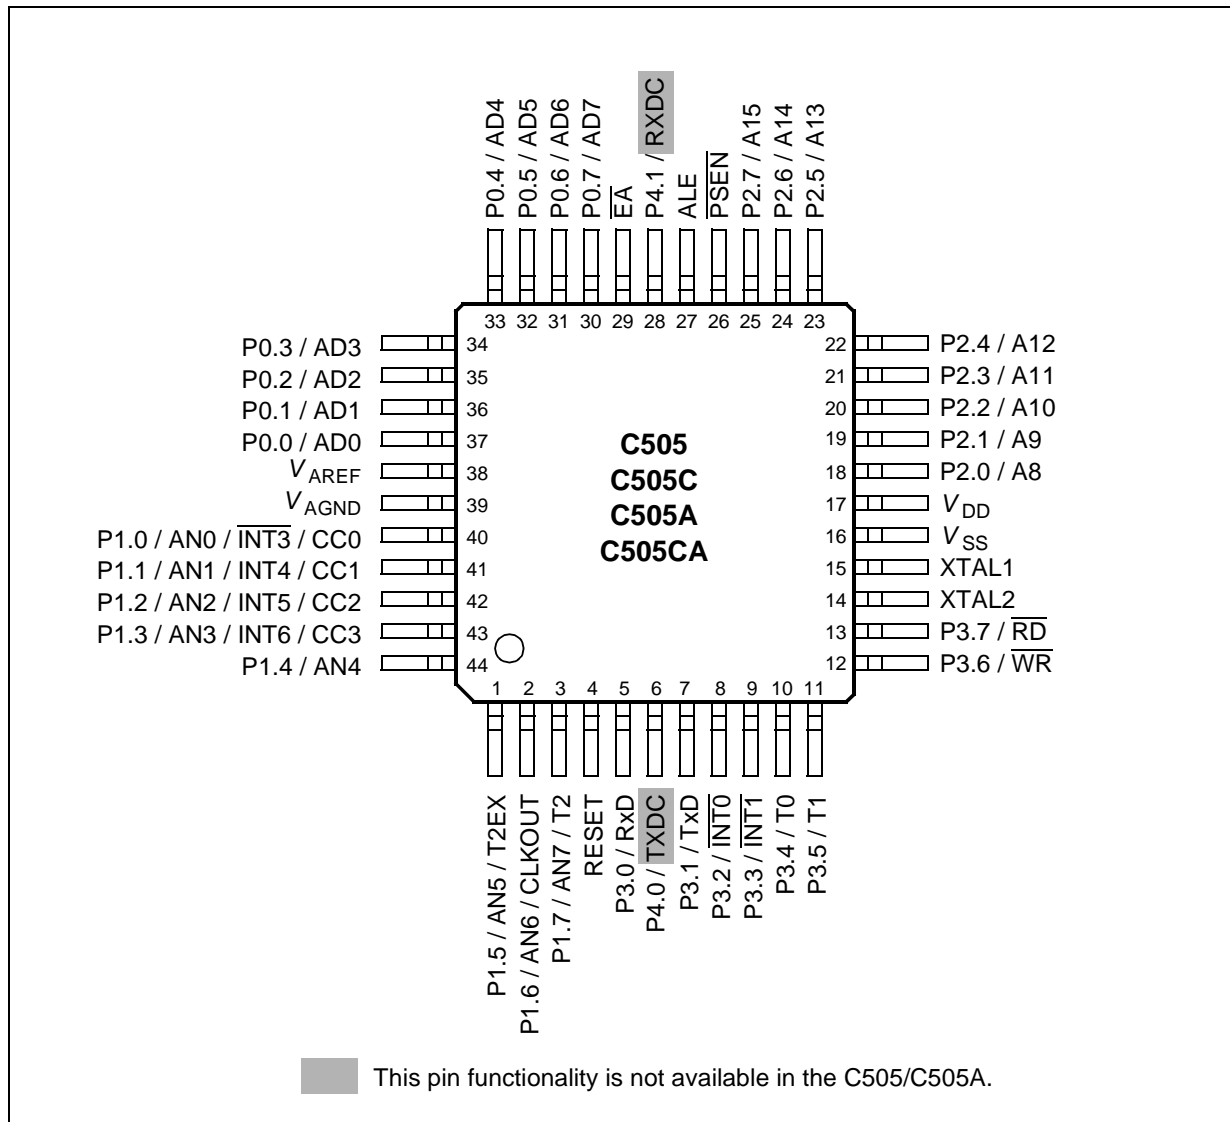 P0.4 / AD4
P0.5 / AD5
P0.6 / AD6
P0.7 / AD7
E̅A̅
P4.1 / RXDC
ALE
P̅S̅E̅N̅
P2.7 / A15
P2.6 / A14
P2.5 / A13
33 32 31 30 29 28 27 26 25 24 23
P0.3 / AD3 34
P0.2 / AD2 35
P0.1 / AD1 36
P0.0 / AD0 37
VAREF 38
VAGND 39
P1.0 / AN0 / I̅N̅T̅3̅ / CC0 40
P1.1 / AN1 / INT4 / CC1 41
P1.2 / AN2 / INT5 / CC2 42
P1.3 / AN3 / INT6 / CC3 43
P1.4 / AN4 44
C505
C505C
C505A
C505CA
22 P2.4 / A12
21 P2.3 / A11
20 P2.2 / A10
19 P2.1 / A9
18 P2.0 / A8
17 VDD
16 VSS
15 XTAL1
14 XTAL2
13 P3.7 / R̅D̅
12 P3.6 / W̅R̅
1 2 3 4 5 6 7 8 9 10 11
P1.5 / AN5 / T2EX
P1.6 / AN6 / CLKOUT
P1.7 / AN7 / T2
RESET
P3.0 / RxD
P4.0 / TXDC
P3.1 / TxD
P3.2 / I̅N̅T̅0̅
P3.3 / I̅N̅T̅1̅
P3.4 / T0
P3.5 / T1
This pin functionality is not available in the C505/C505A.